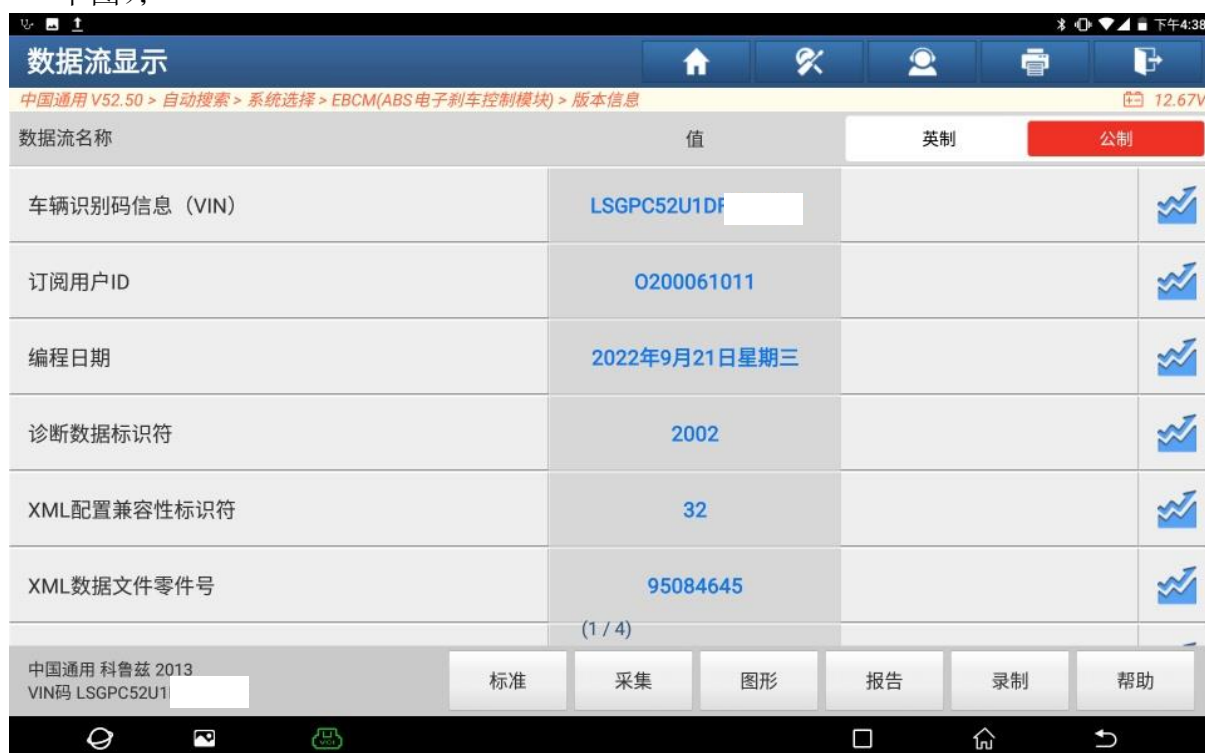 下午4:38
数据流显示
中国通用 V52.50 > 自动搜索 > 系统选择 > EBCM(ABS电子刹车控制模块) > 版本信息 12.67V
数据流名称 值 英制 公制
车辆识别码信息（VIN） LSGPC52U1DF
订阅用户ID O200061011
编程日期 2022年9月21日星期三
诊断数据标识符 2002
XML配置兼容性标识符 32
XML数据文件零件号 95084645
(1 / 4)
中国通用 科鲁兹 2013
VIN码 LSGPC52U1
标准 采集 图形 报告 录制 帮助
VCI